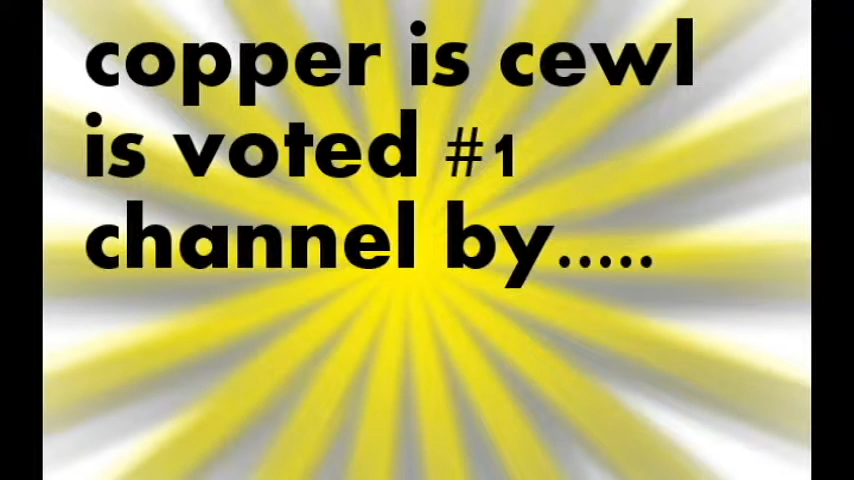 copper is cewl
is voted #1
channel by.....